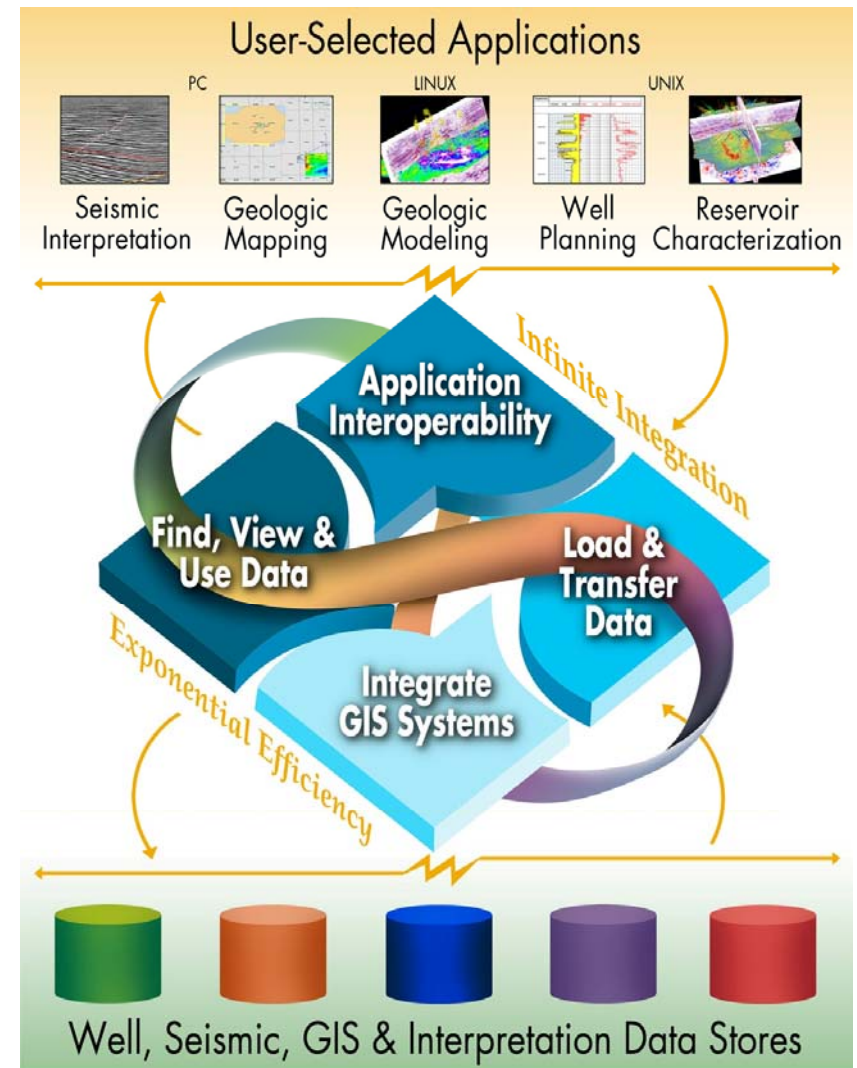 User-Selected Applications
PC
LINUX
UNIX
Seismic
Interpretation
Geologic
Mapping
Geologic
Modeling
Well
Planning
Reservoir
Characterization
Infinite Integration
Application
Interoperability
Find, View &
Use Data
Load &
Transfer
Data
Integrate
GIS Systems
Exponential Efficiency
Well, Seismic, GIS & Interpretation Data Stores